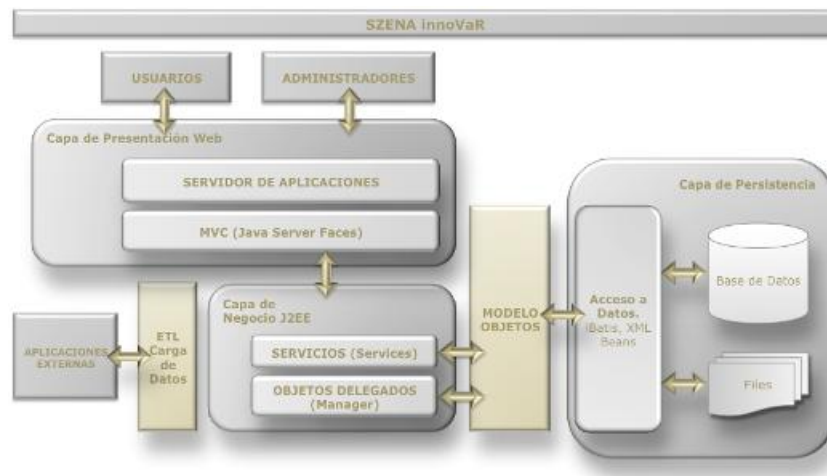 SZENA innoVaR
USUARIOS
ADMINISTRADORES
Capa de Presentación Web
SERVIDOR DE APLICACIONES
MVC (Java Server Faces)
Capa de Persistencia
Base de Datos
Acceso a
Datos.
iBatis, XML
Beans
Files
MODELO
OBJETOS
Capa de
Negocio J2EE
SERVICIOS (Services)
OBJETOS DELEGADOS
(Manager)
ETL
Carga
de
Datos
APLICACIONES
EXTERNAS